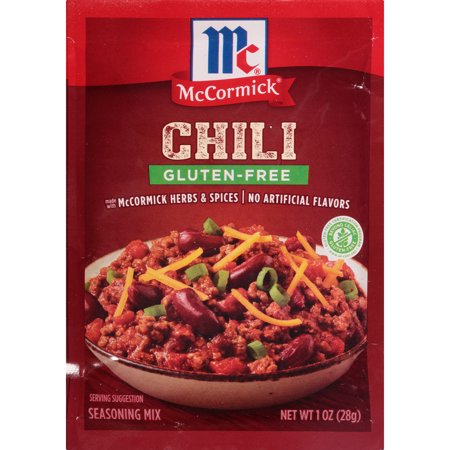 Mc
®
McCormick
CHILI
GLUTEN-FREE
made with McCORMICK HERBS & SPICES | NO ARTIFICIAL FLAVORS
SERVING SUGGESTION
SEASONING MIX
NET WT 1 OZ (28g)